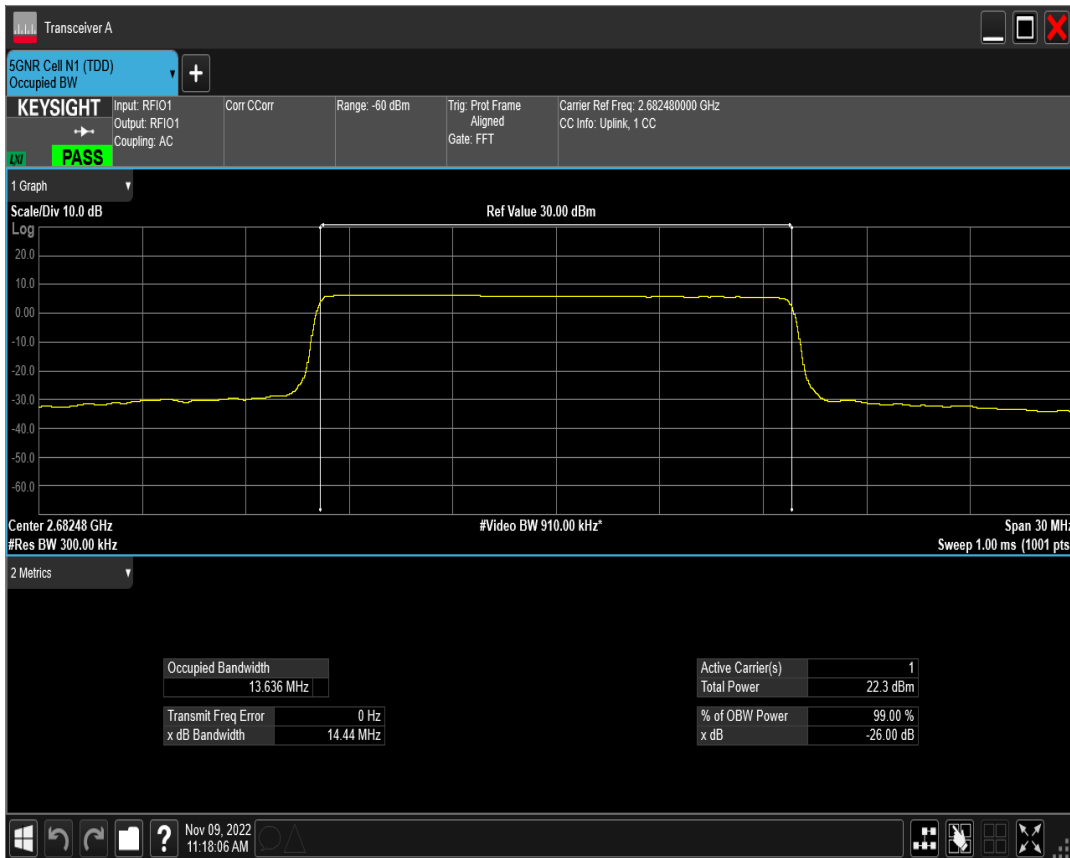 Transceiver A
5GNR Cell N1 (TDD)
Occupied BW
+
KEYSIGHT
LXI
PASS
Input: RFIO1
Output: RFIO1
Coupling: AC
Corr CCorr
Range: -60 dBm
Trig: Prot Frame
Aligned
Gate: FFT
Carrier Ref Freq: 2.682480000 GHz
CC Info: Uplink, 1 CC
1 Graph
Scale/Div 10.0 dB
Ref Value 30.00 dBm
Log
20.0
10.0
0.00
-10.0
-20.0
-30.0
-40.0
-50.0
-60.0
Center 2.68248 GHz
#Video BW 910.00 kHz*
Span 30 MHz
#Res BW 300.00 kHz
Sweep 1.00 ms (1001 pts
2 Metrics
Occupied Bandwidth
13.636 MHz
Transmit Freq Error 0 Hz
x dB Bandwidth 14.44 MHz
Active Carrier(s) 1
Total Power 22.3 dBm
% of OBW Power 99.00 %
x dB -26.00 dB
?
Nov 09, 2022
11:18:06 AM